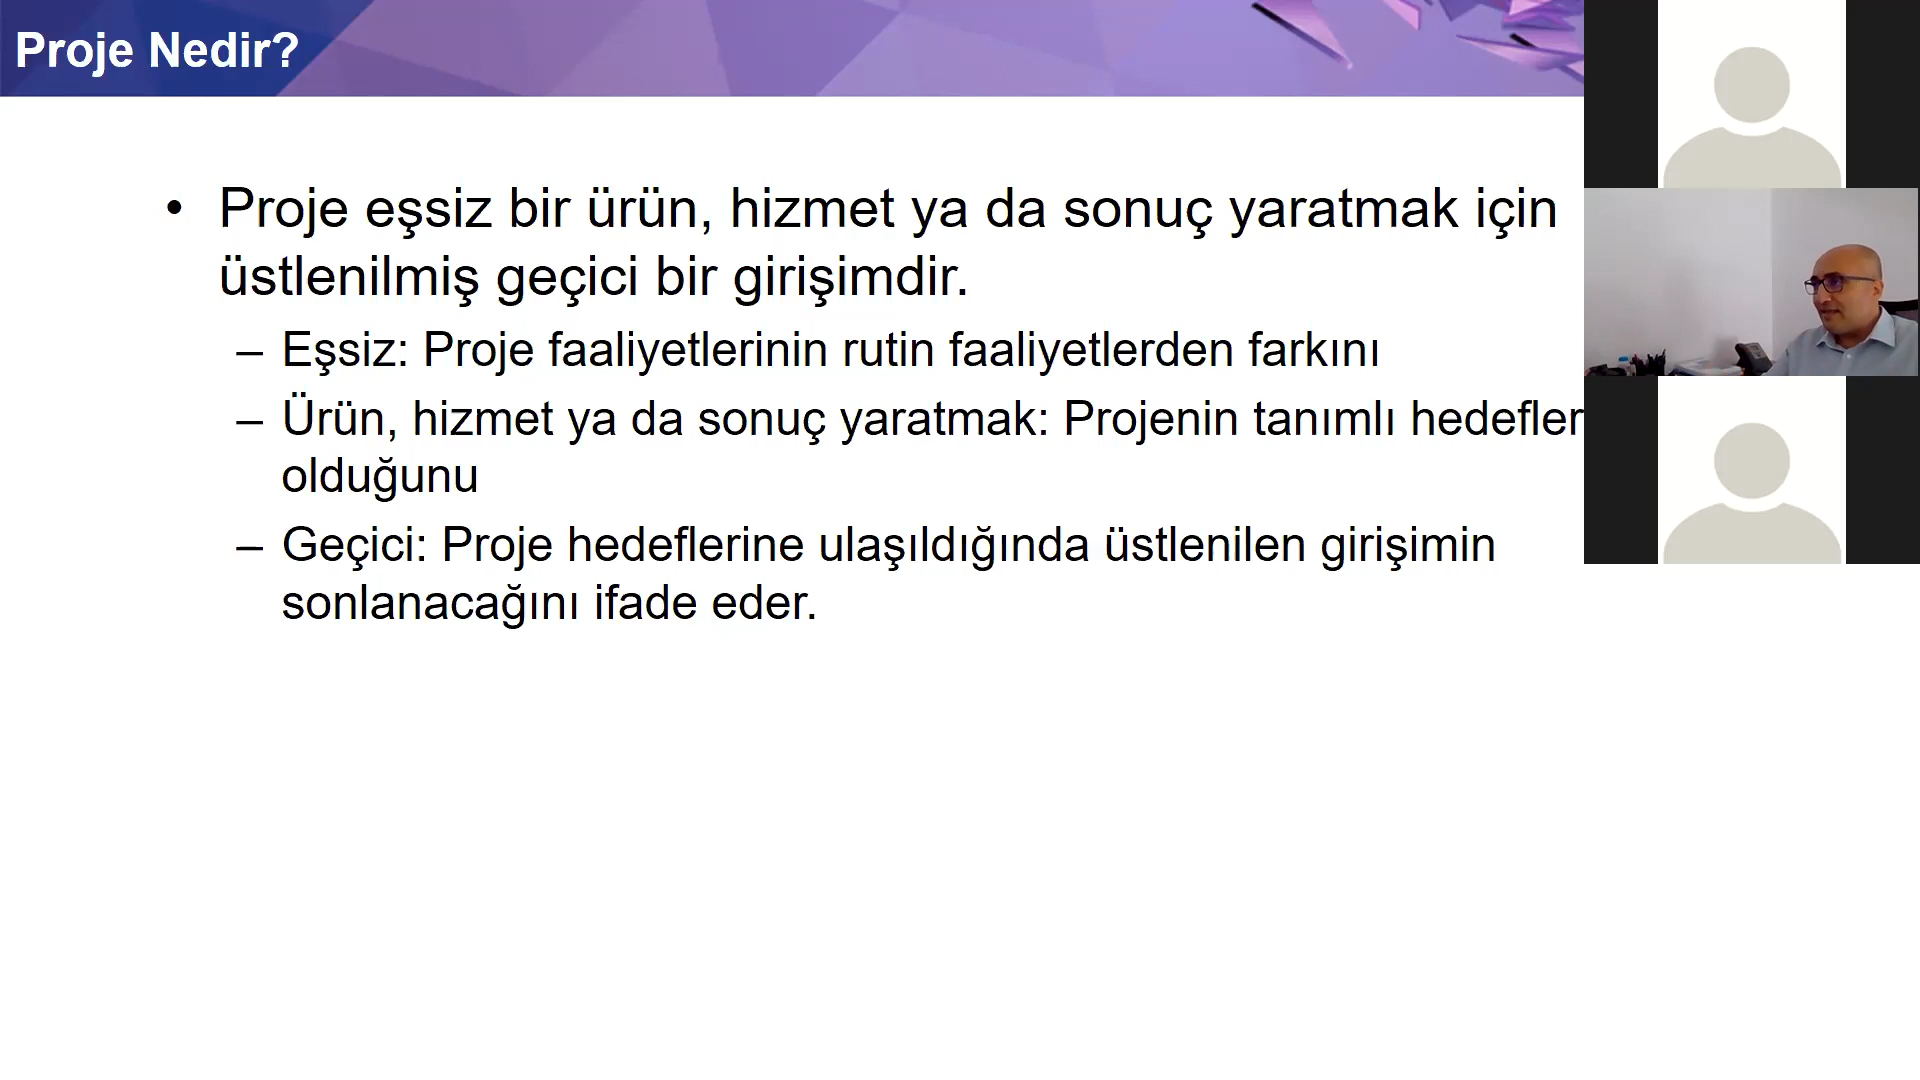 Proje Nedir?
• Proje eşsiz bir ürün, hizmet ya da sonuç yaratmak için
üstlenilmiş geçici bir girişimdir.
– Eşsiz: Proje faaliyetlerinin rutin faaliyetlerden farkını
– Ürün, hizmet ya da sonuç yaratmak: Projenin tanımlı hedefler
olduğunu
– Geçici: Proje hedeflerine ulaşıldığında üstlenilen girişimin
sonlanacağını ifade eder.